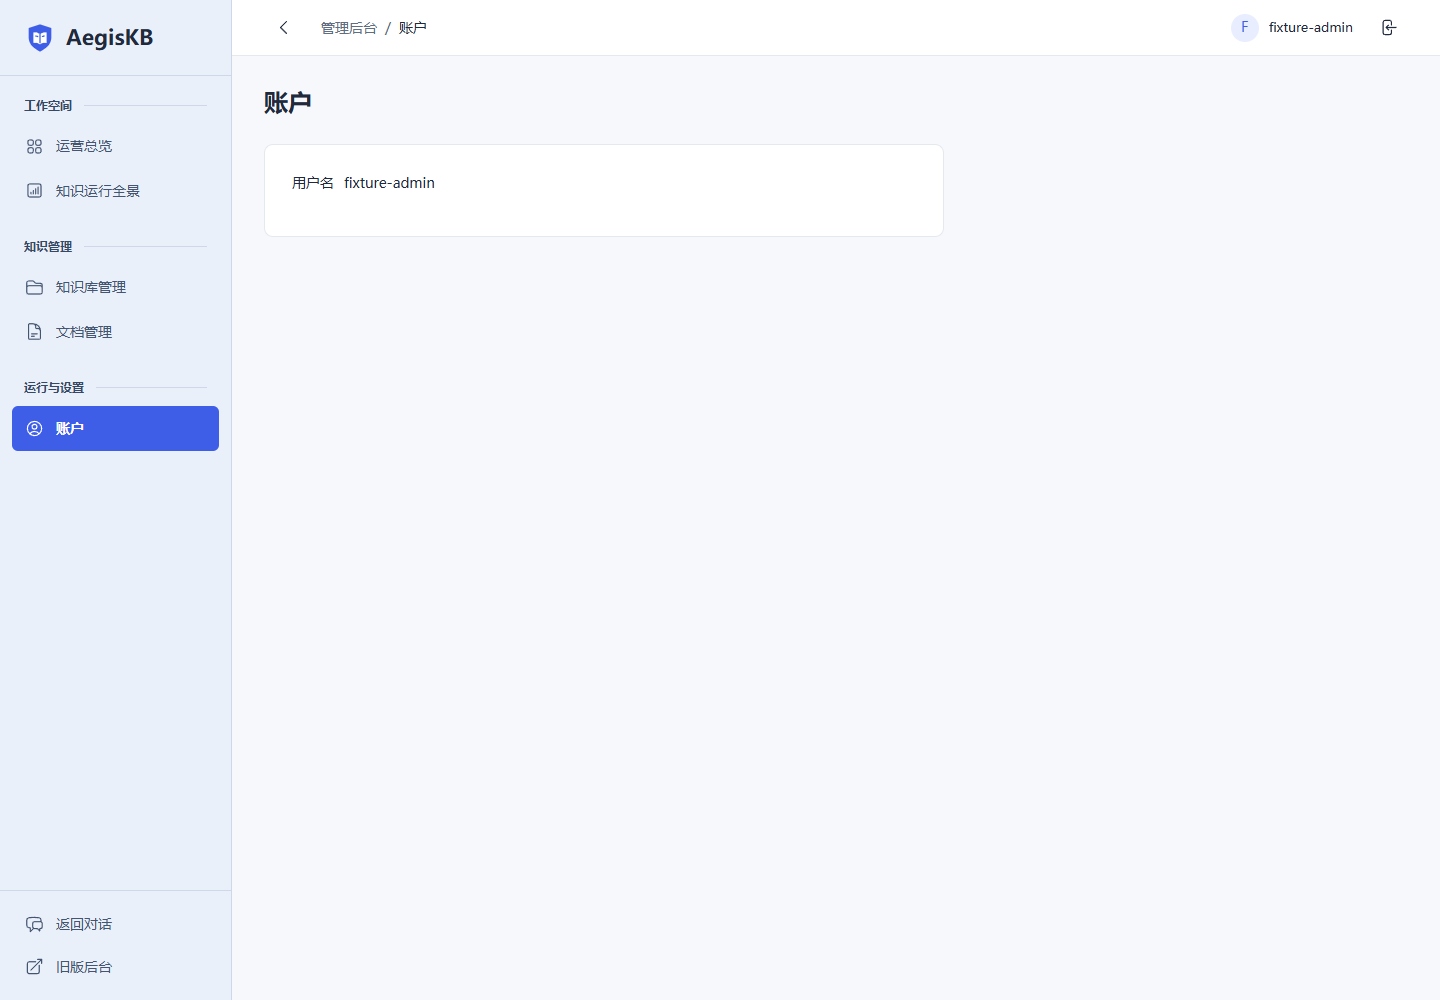 AegisKB
工作空间
运营总览
知识运行全景
知识管理
知识库管理
文档管理
运行与设置
账户
返回对话
旧版后台
管理后台 / 账户
F fixture-admin
账户
用户名 fixture-admin